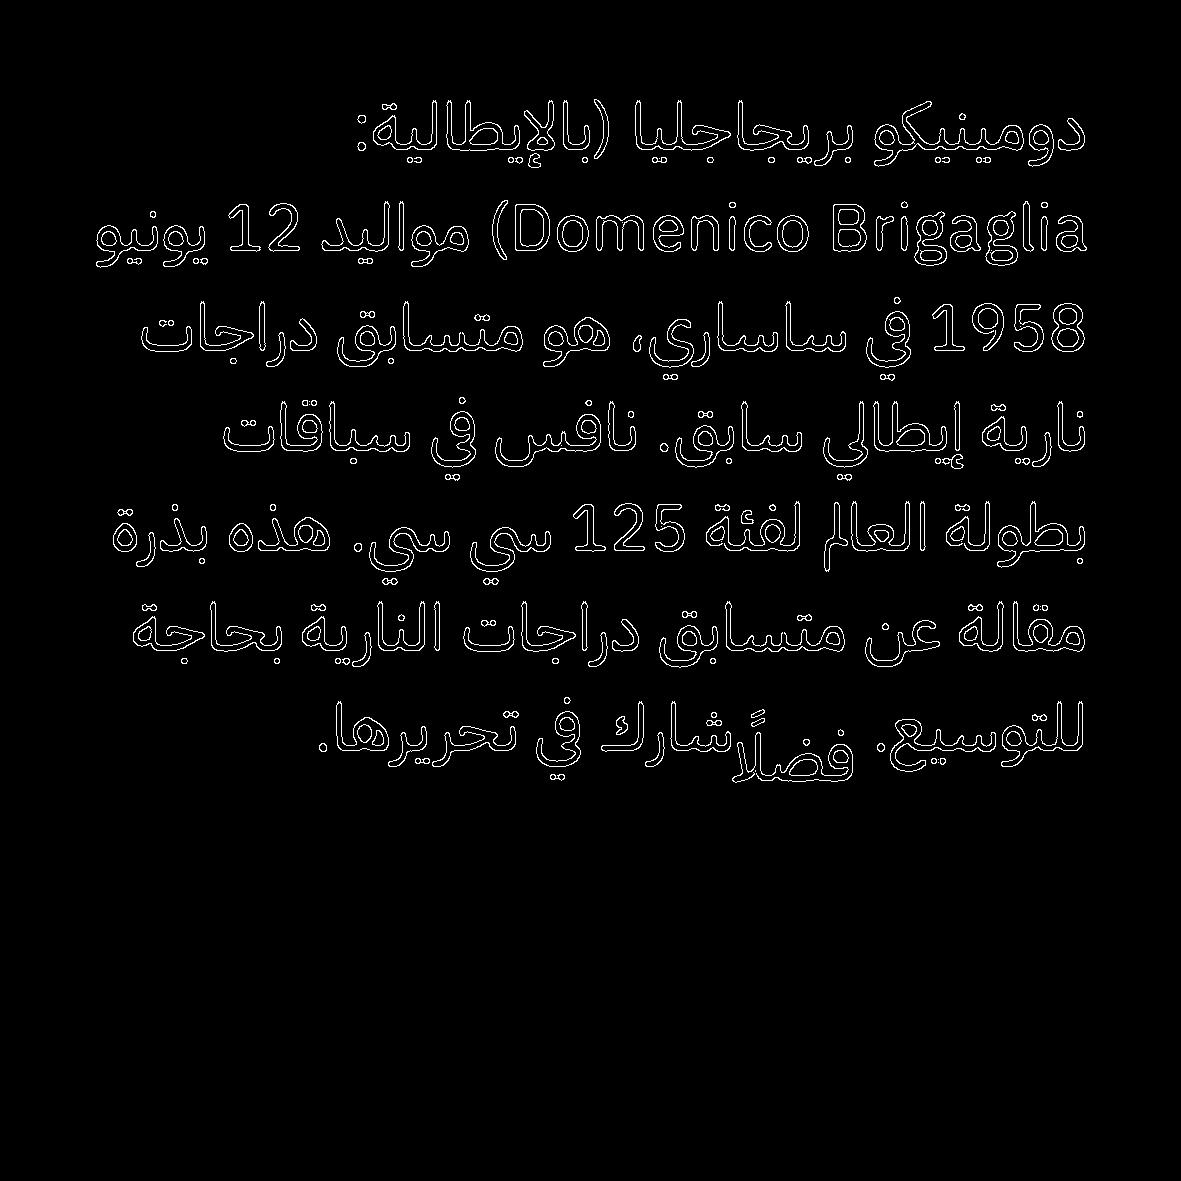 دومينيكو بريجاجليا (بالإيطالية:
Domenico Brigaglia) مواليد 12 يونيو
1958 في ساساري، هو متسابق دراجات
نارية إيطالي سابق. نافس في سباقات
بطولة العالم لفئة 125 سي سي. هذه بذرة
مقالة عن متسابق دراجات النارية بحاجة
للتوسيع. فضلًا شارك في تحريرها.